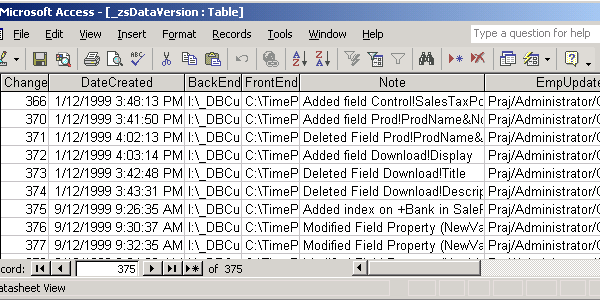 Microsoft Access - [_zsDataVersion : Table]
File Edit View Insert Format Records Tools Window Help Type a question for help
Change DateCreated BackEnd FrontEnd Note EmpUpdate
366 1/12/1999 3:48:13 PM I:\_DBCu C:\TimeP Added field Control!SalesTaxPo Praj/Administrator/
370 1/12/1999 3:41:50 PM I:\_DBCu C:\TimeP Added field Prod!ProdName&No Praj/Administrator/
371 1/12/1999 4:02:13 PM I:\_DBCu C:\TimeP Deleted Field Prod!ProdName& Praj/Administrator/
372 1/12/1999 4:03:14 PM I:\_DBCu C:\TimeP Added field Download!Display Praj/Administrator/
373 1/12/1999 3:42:48 PM I:\_DBCu C:\TimeP Deleted Field Download!Title Praj/Administrator/
374 1/12/1999 3:43:31 PM I:\_DBCu C:\TimeP Deleted Field Download!Descrip Praj/Administrator/
375 9/12/1999 9:26:35 AM I:\_DBCu C:\TimeP Added index on +Bank in SaleP Praj/Administrator/
376 9/12/1999 9:30:37 AM I:\_DBCu C:\TimeP Modified Field Property (NewVa Praj/Administrator/
377 9/12/1999 9:32:35 AM I:\_DBCu C:\TimeP Modified Field Property (NewVa Praj/Administrator/
cord: 375 of 375
atasheet View